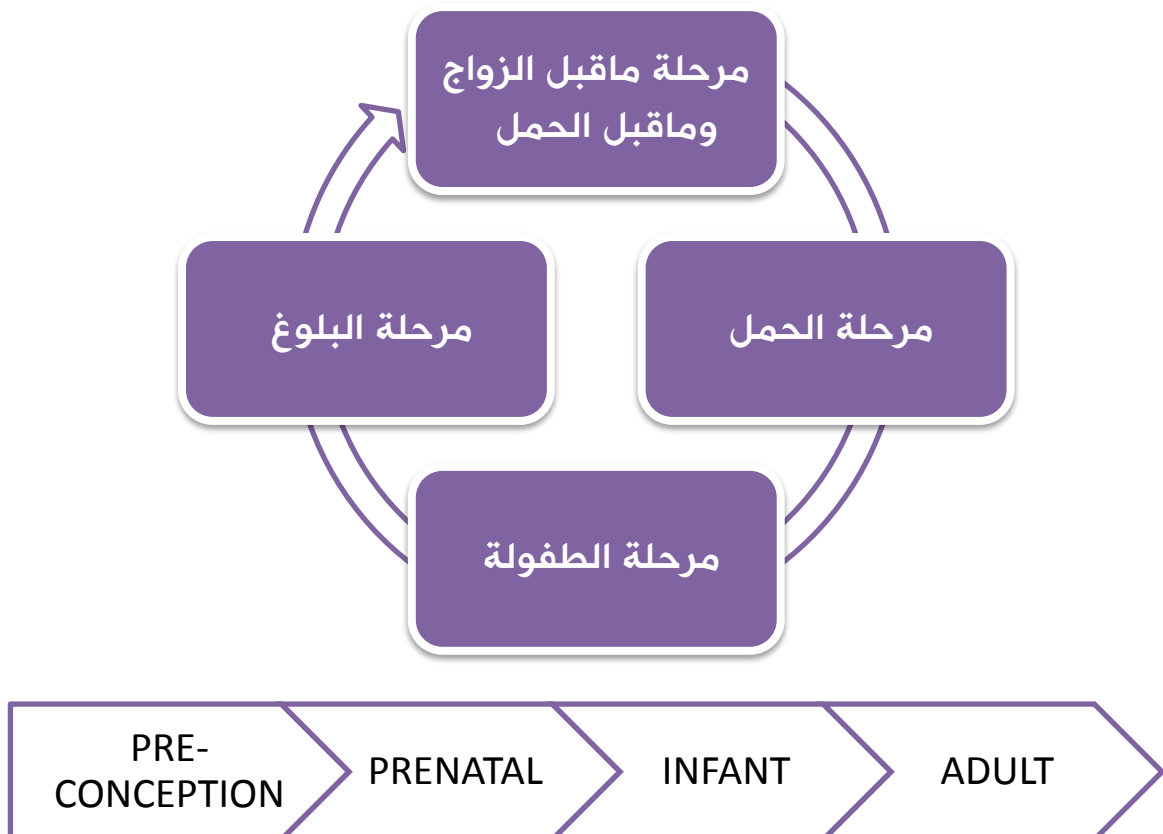 مرحلة ماقبل الزواج
وماقبل الحمل
مرحلة البلوغ
مرحلة الحمل
مرحلة الطفولة
PRE-
CONCEPTION
PRENATAL
INFANT
ADULT